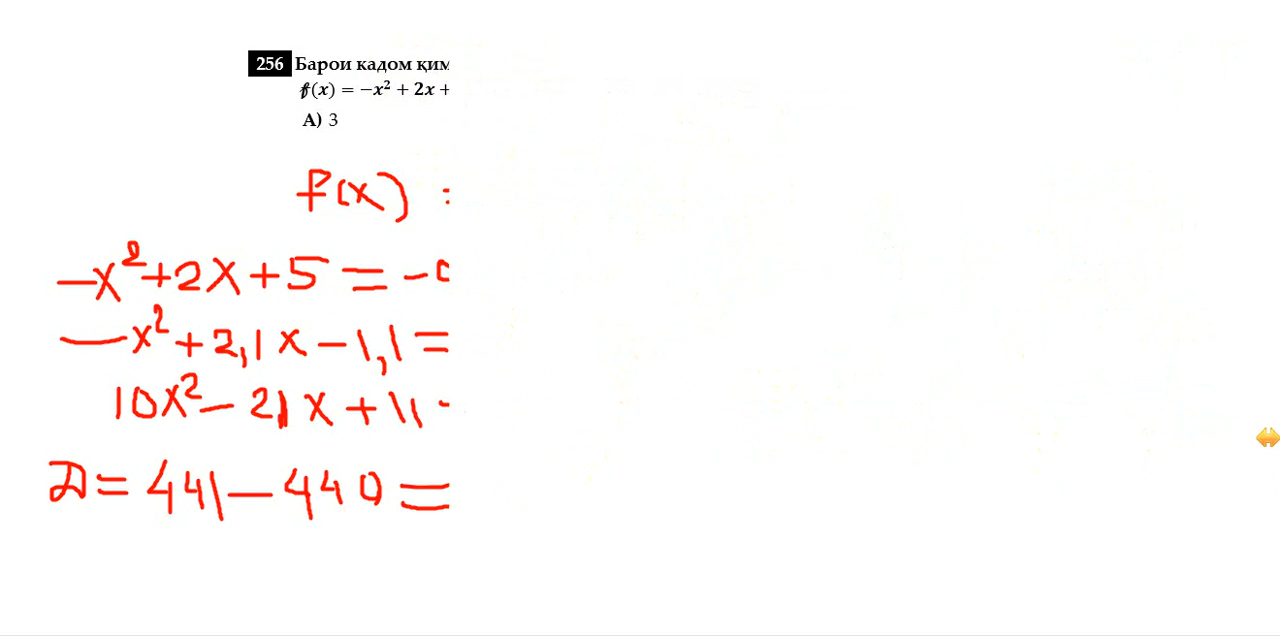 256 Барои кадом қим
f(x) = −x² + 2x +
A) 3
f(x) :
−x²+2x+5=-0
−x²+2,1x−1,1=
10x²−21x+11
D=441−440=